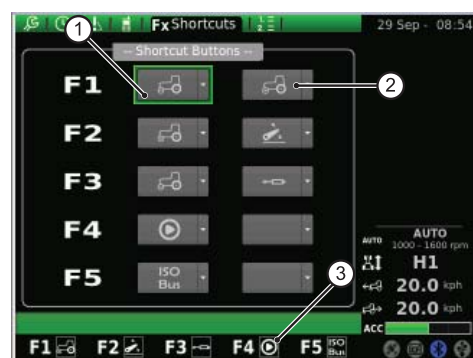 Fx Shortcuts
29 Sep - 08:54
1
-- Shortcut Buttons --
F1
2
F2
F3
F4
F5 ISO Bus
AUTO AUTO
1000 - 1600 rpm
H1
20.0 kph
20.0 kph
ACC
3
F1 F2 F3 F4 F5 ISO Bus